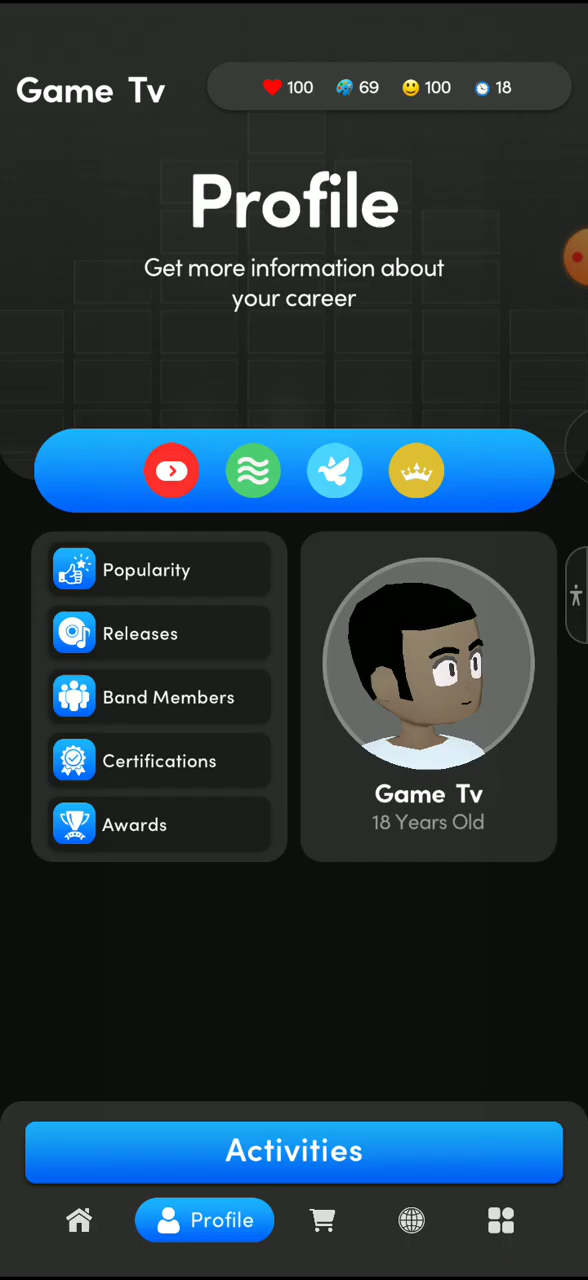 Game Tv
100 69 100 18
Profile
Get more information about
your career
Popularity
Releases
Band Members
Certifications
Awards
Game Tv
18 Years Old
Activities
Profile